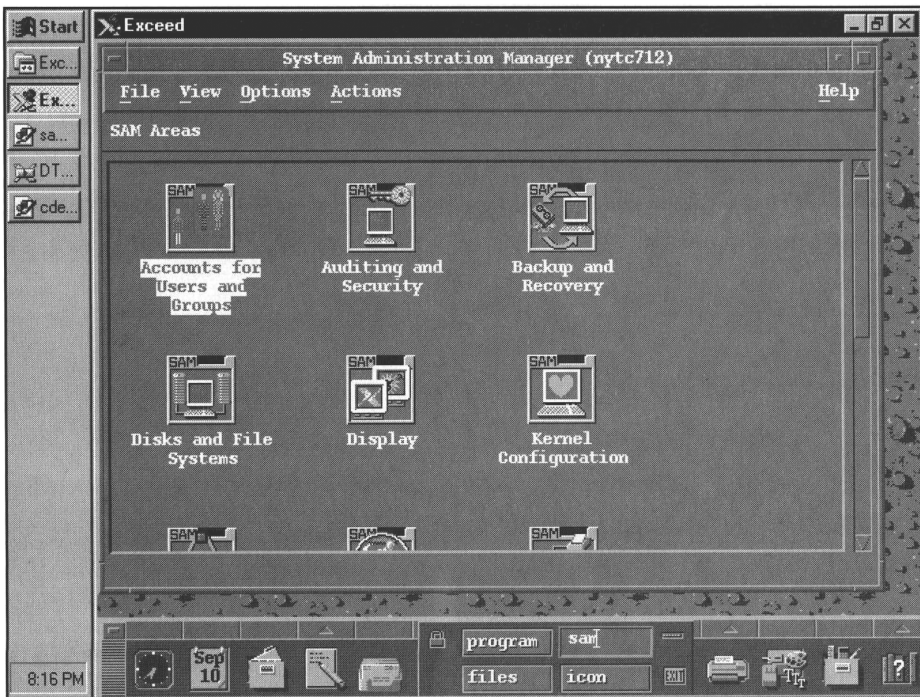 Start
Exc...
Ex...
sa...
DT...
cde...
8:16 PM
Exceed
System Administration Manager (nytc712)
File View Options Actions Help
SAM Areas
SAM
SAM
SAM
Accounts for
Users and
Groups
Auditing and
Security
Backup and
Recovery
SAM
SAM
SAM
Disks and File
Systems
Display
Kernel
Configuration
SAM
SAM
SAM
Sep
10
program
sam
files
icon
EXIT
?